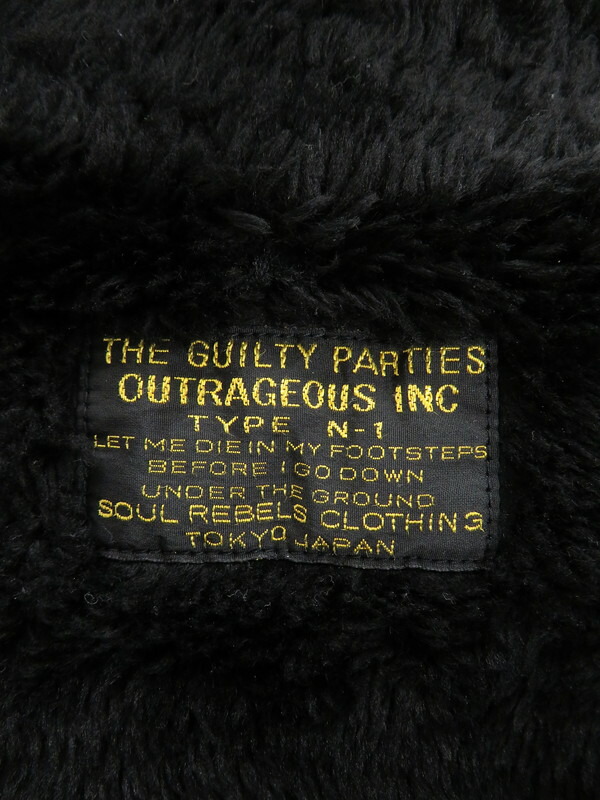 THE GUILTY PARTIES
OUTRAGEOUS INC
TYPE N-1
LET ME DIE IN MY FOOTSTEPS
BEFORE I GO DOWN
UNDER THE GROUND
SOUL REBELS CLOTHING
TOKYO JAPAN